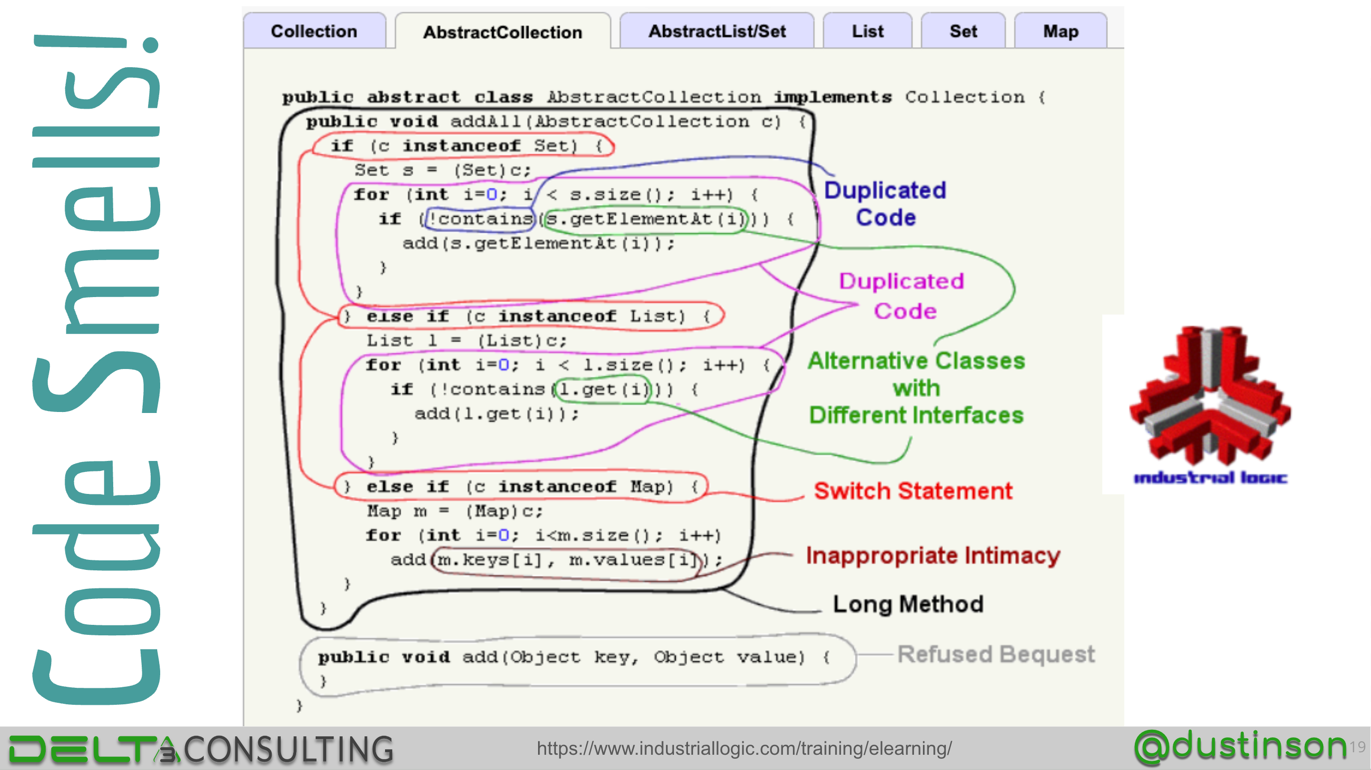 Code Smells!
Collection
AbstractCollection
AbstractList/Set
List
Set
Map
public abstract class AbstractCollection implements Collection {
public void addAll(AbstractCollection c) {
if (c instanceof Set) {
Set s = (Set)c;
for (int i=0; i < s.size(); i++) {
if (!contains(s.getElementAt(i))) {
add(s.getElementAt(i));
}
}
} else if (c instanceof List) {
List l = (List)c;
for (int i=0; i < l.size(); i++) {
if (!contains(l.get(i))) {
add(l.get(i));
}
}
} else if (c instanceof Map) {
Map m = (Map)c;
for (int i=0; i<m.size(); i++)
add(m.keys[i], m.values[i]);
}
}
public void add(Object key, Object value) {
}
}
Duplicated
Code
Duplicated
Code
Alternative Classes
with
Different Interfaces
Switch Statement
Inappropriate Intimacy
Long Method
Refused Bequest
industrial logic
DELTA3CONSULTING
https://www.industriallogic.com/training/elearning/
@dustinson
19